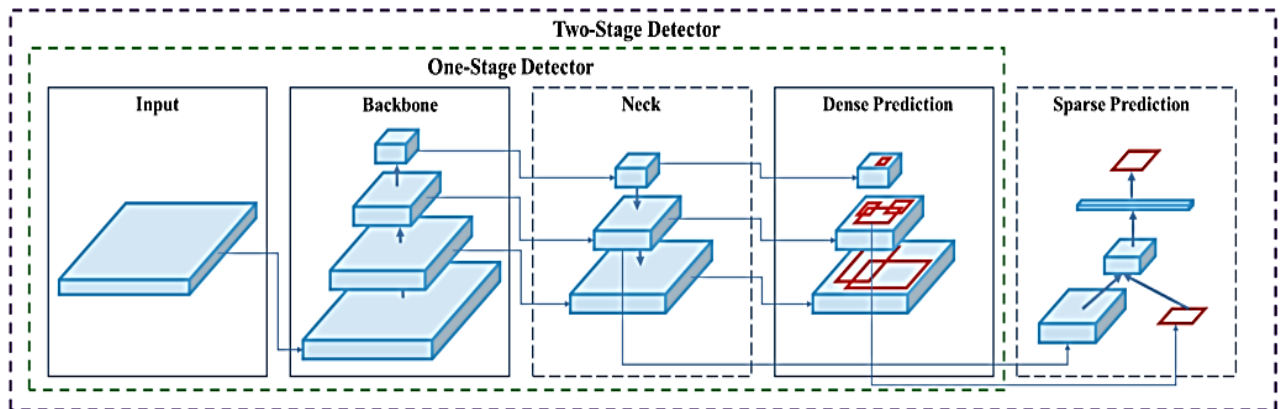 Two-Stage Detector
One-Stage Detector
Input
Backbone
Neck
Dense Prediction
Sparse Prediction